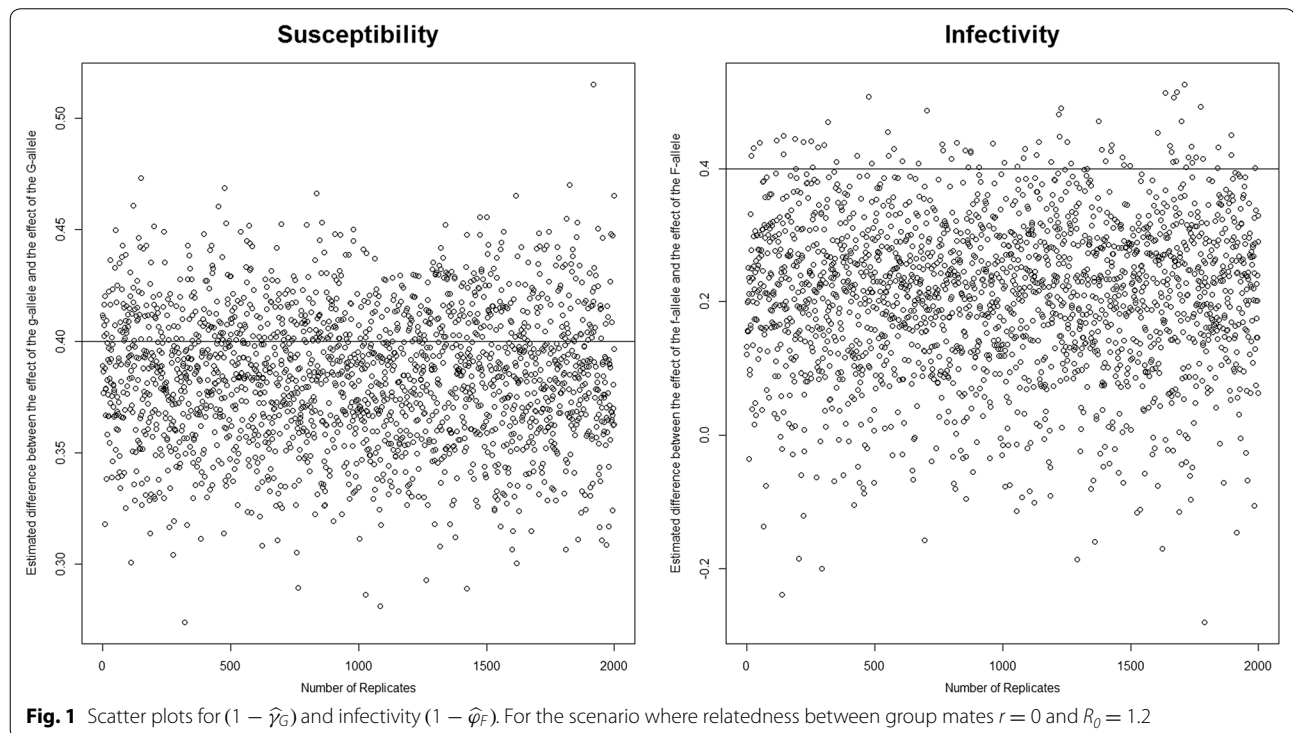 Susceptibility
Estimated difference between the effect of the g-allele and the effect of the G-allele
0.50
0.45
0.40
0.35
0.30
0
500
1000
1500
2000
Number of Replicates
Infectivity
Estimated difference between the effect of the f-allele and the effect of the F-allele
0.4
0.2
0.0
-0.2
0
500
1000
1500
2000
Number of Replicates
Fig. 1 Scatter plots for (1 − γ̂_G) and infectivity (1 − φ̂_F). For the scenario where relatedness between group mates r = 0 and R_0 = 1.2